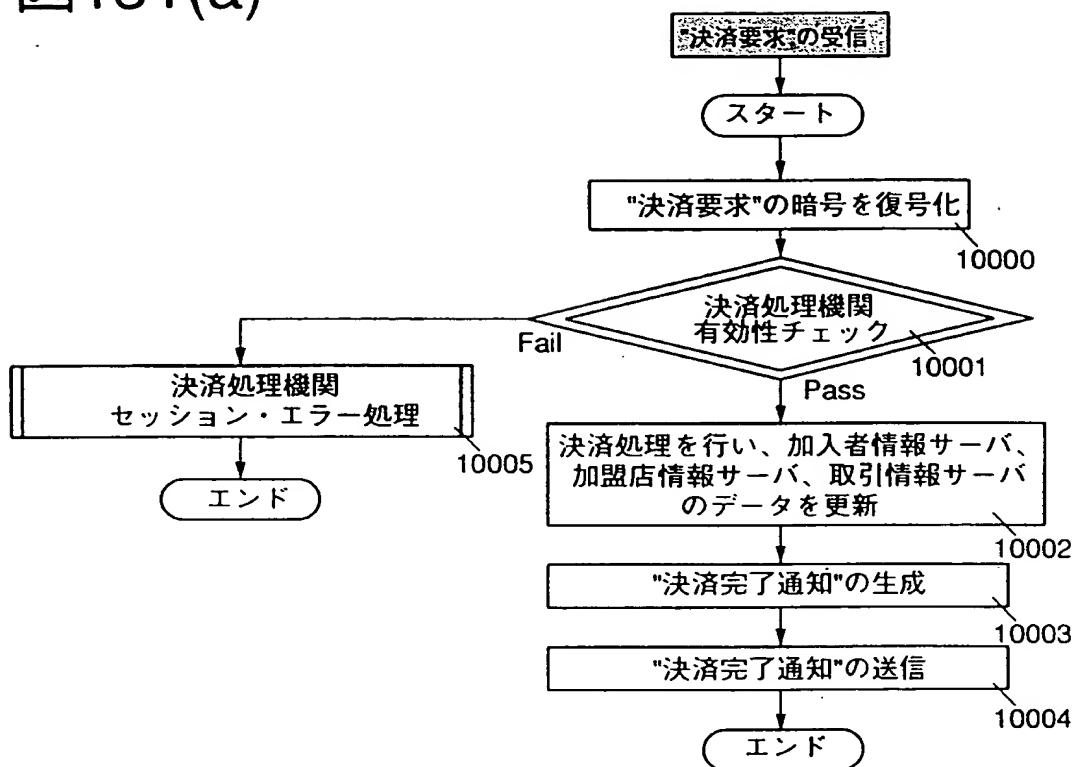 "決済要求"の受信
スタート
"決済要求"の暗号を復号化
10000
決済処理機関
有効性チェック
10001
Fail
Pass
決済処理機関
セッション・エラー処理
10005
エンド
決済処理を行い、加入者情報サーバ、
加盟店情報サーバ、取引情報サーバ
のデータを更新
10002
"決済完了通知"の生成
10003
"決済完了通知"の送信
10004
エンド